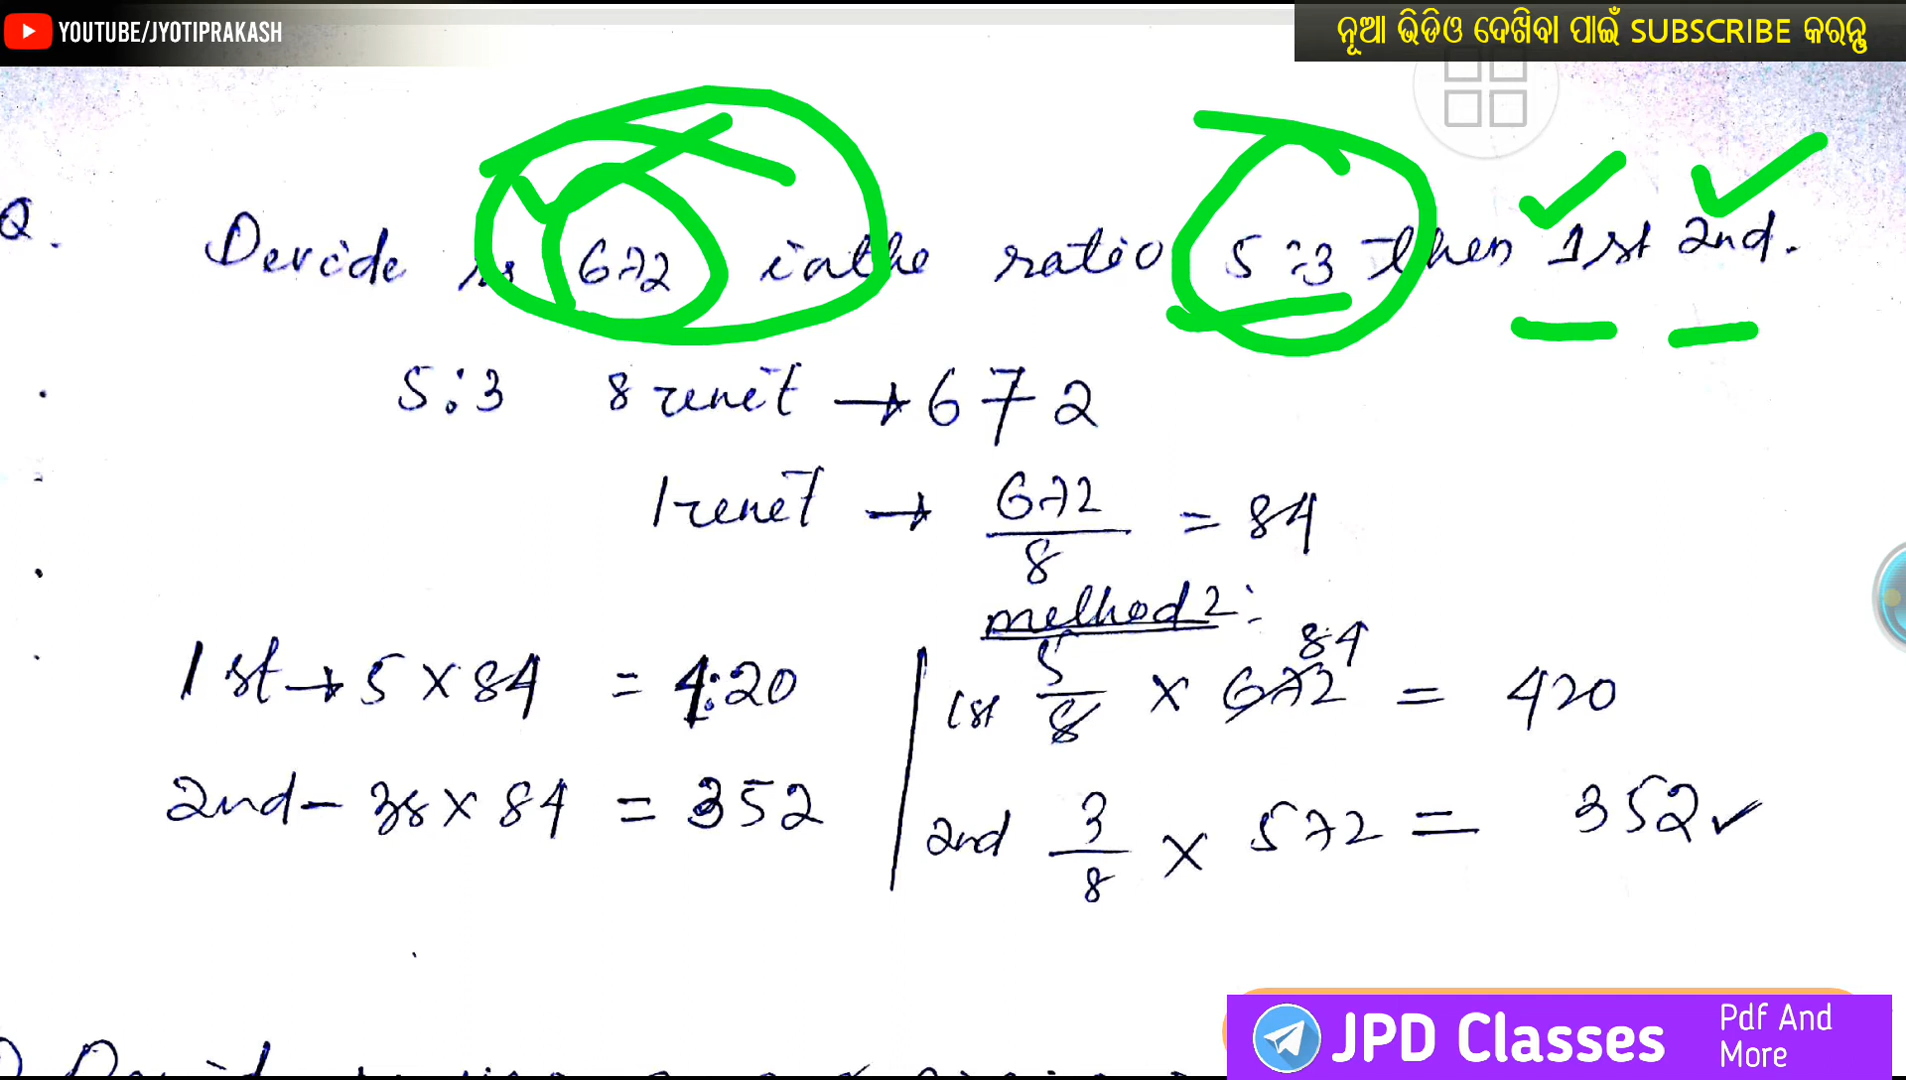 YOUTUBE/JYOTIPRAKASH
ନୂଆ ଭିଡିଓ ଦେଖିବା ପାଇଁ SUBSCRIBE କରନ୍ତୁ
Q. Devide is 672 in the ratio 5:3 then 1st 2nd.
5:3 8 unit → 672
1 unit → 672/8 = 84
1st → 5 × 84 = 420
2nd - 38 × 84 = 352
method 2:-
84
1st 5/8 × 672 = 420
2nd 3/8 × 572 = 352 ✓
JPD Classes
Pdf And
More